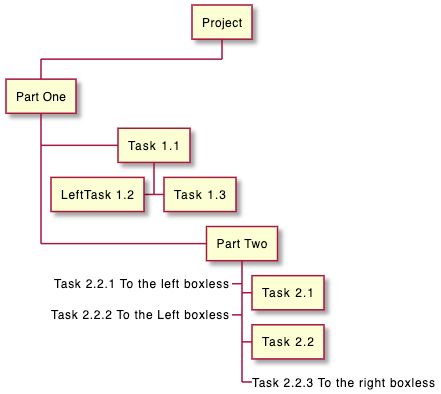 Project
Part One
Task 1.1
LeftTask 1.2
Task 1.3
Part Two
Task 2.2.1 To the left boxless
Task 2.1
Task 2.2.2 To the Left boxless
Task 2.2
Task 2.2.3 To the right boxless